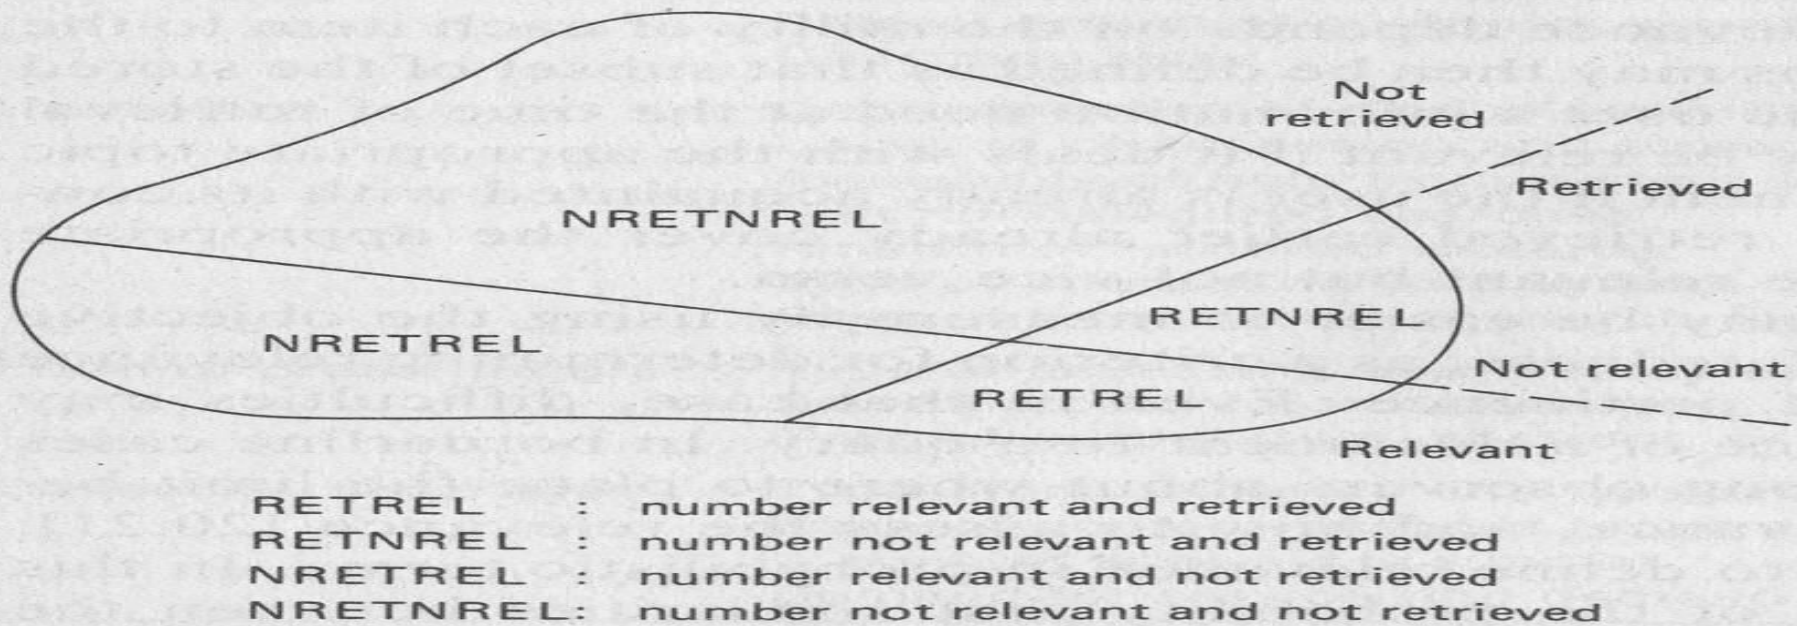 Not
retrieved
Retrieved
NRETNREL
RETNREL
NRETREL
Not relevant
RETREL
Relevant
RETREL : number relevant and retrieved
RETNREL : number not relevant and retrieved
NRETREL : number relevant and not retrieved
NRETNREL: number not relevant and not retrieved